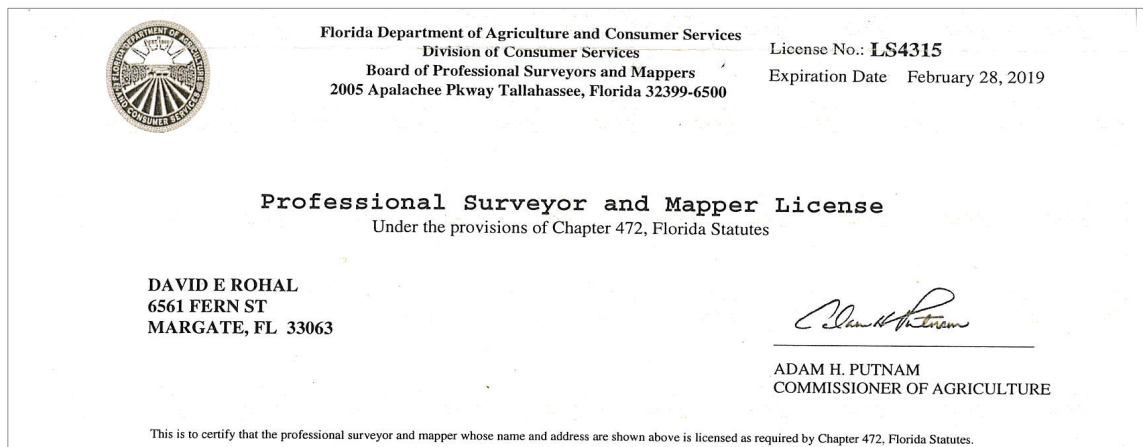 Florida Department of Agriculture and Consumer Services
Division of Consumer Services
Board of Professional Surveyors and Mappers
2005 Apalachee Pkway Tallahassee, Florida 32399-6500
License No.: LS4315
Expiration Date February 28, 2019
Professional Surveyor and Mapper License
Under the provisions of Chapter 472, Florida Statutes
DAVID E ROHAL
6561 FERN ST
MARGATE, FL 33063
Adam H Putnam
ADAM H. PUTNAM
COMMISSIONER OF AGRICULTURE
This is to certify that the professional surveyor and mapper whose name and address are shown above is licensed as required by Chapter 472, Florida Statutes.